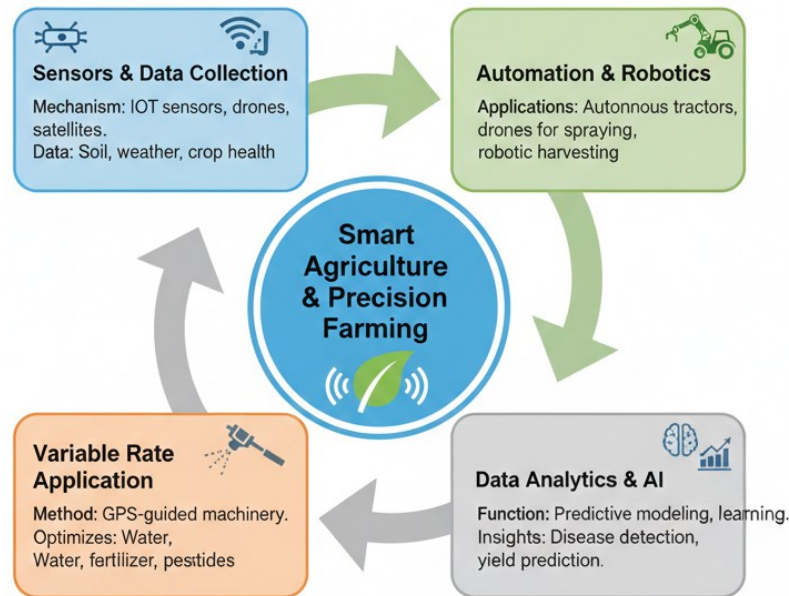 Sensors & Data Collection
Mechanism: IOT sensors, drones,
satellites.
Data: Soil, weather, crop health
Automation & Robotics
Applications: Autonnous tractors,
drones for spraying,
robotic harvesting
Smart
Agriculture
& Precision
Farming
Variable Rate
Application
Method: GPS-guided machinery.
Optimizes: Water,
Water, fartilizer, pestides
Data Analytics & AI
Function: Predictive modeling, learning.
Insights: Disease detection,
yield prediction.